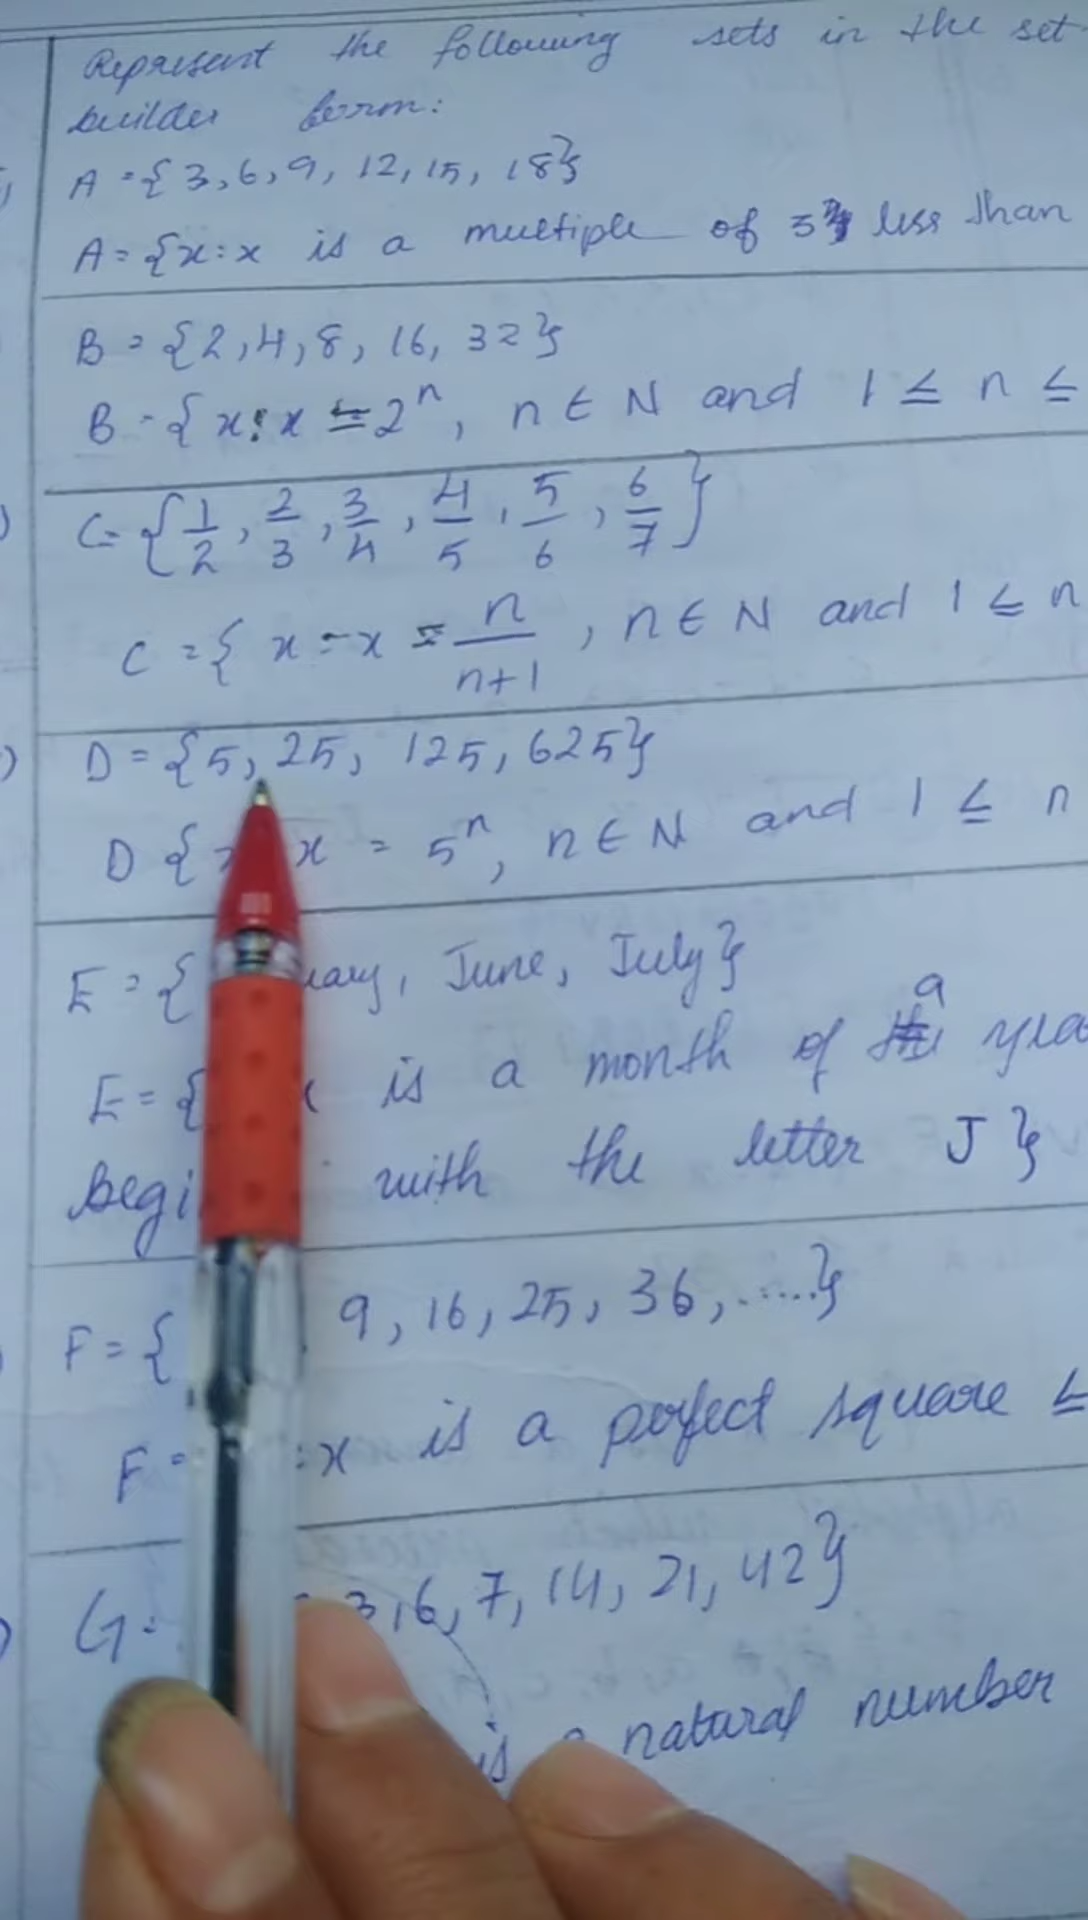 Represent the following sets in the set-
builder form:
A = {3, 6, 9, 12, 15, 18}
A = {x : x is a multiple of 3 less than
B = {2, 4, 8, 16, 32}
B = {x : x = 2ⁿ, n ∈ N and 1 ≤ n ≤
C = {1/2, 2/3, 3/4, 4/5, 5/6, 6/7}
C = { x - x = n/n+1, n ∈ N and 1 ≤ n
D = {5, 25, 125, 625}
D { x = 5ⁿ, n ∈ N and 1 ≤ n
E = { uary, June, July}
E = { is a month of a yea
begi with the letter J}
F = { 9, 16, 25, 36, .....}
F = : x is a perfect square ≤
G = 3, 6, 7, 14, 21, 42}
is a natural number